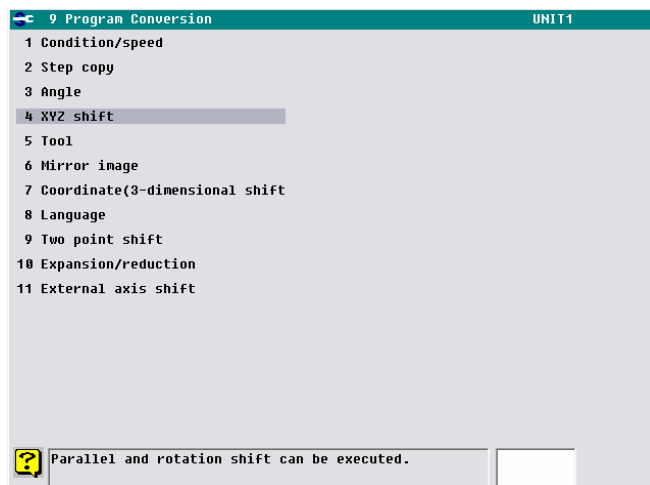 9 Program Conversion UNIT1
1 Condition/speed
2 Step copy
3 Angle
4 XYZ shift
5 Tool
6 Mirror image
7 Coordinate(3-dimensional shift
8 Language
9 Two point shift
10 Expansion/reduction
11 External axis shift
Parallel and rotation shift can be executed.